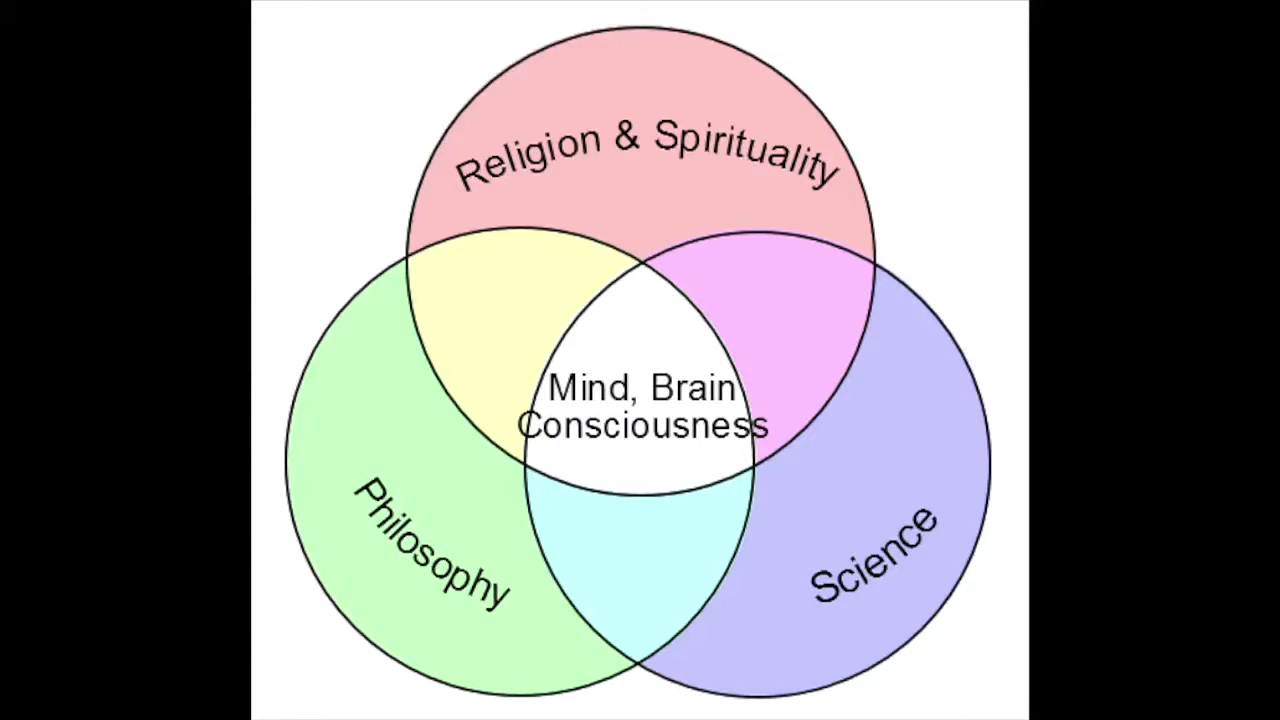 Religion & Spirituality
Mind, Brain
Consciousness
Philosophy
Science